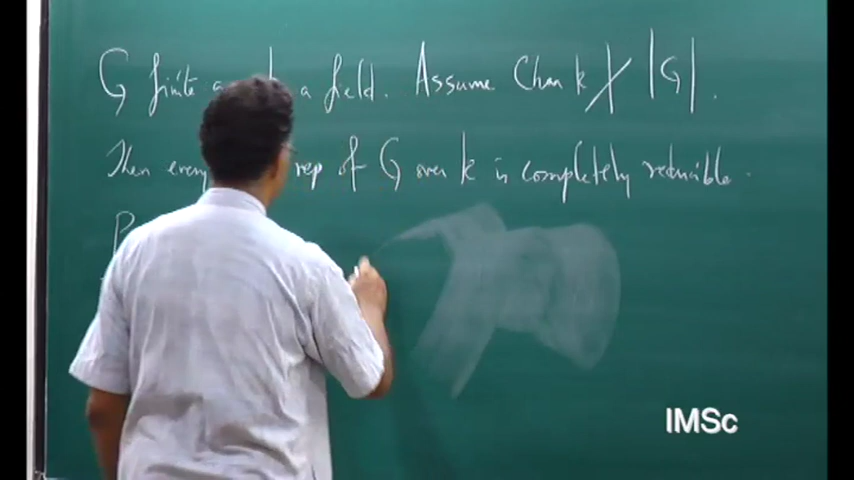 G finite a k a field. Assume Char k ∤ |G|.
Then every rep of G over k is completely reducible.
P
IMSc